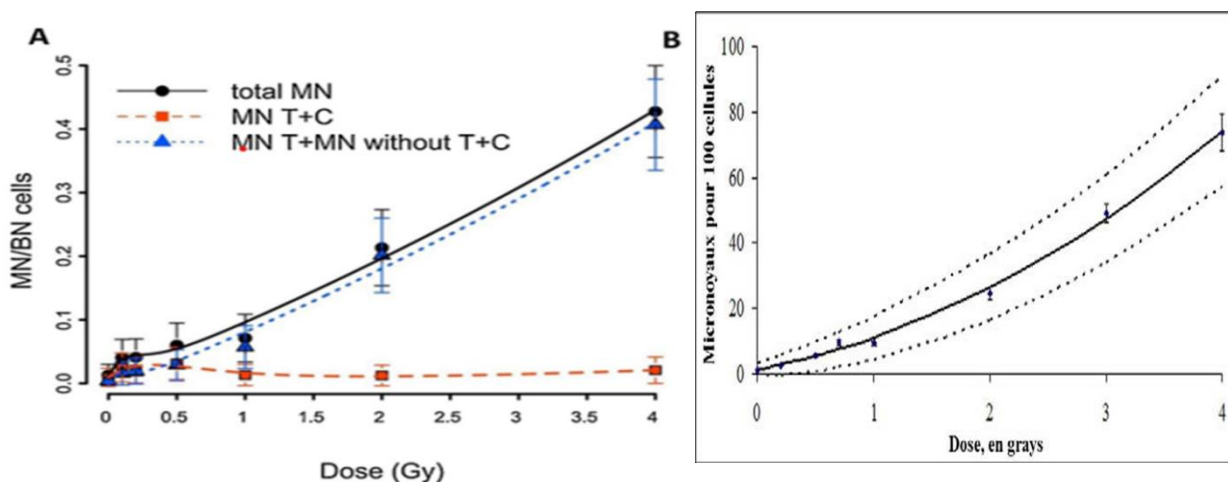 A
MN/BN cells
0.5
0.4
0.3
0.2
0.1
0.0
total MN
MN T+C
MN T+MN without T+C
0 0.5 1 1.5 2 2.5 3 3.5 4
Dose (Gy)
B
Micronoyaux pour 100 cellules
100
80
60
40
20
0
0 1 2 3 4
Dose, en grays